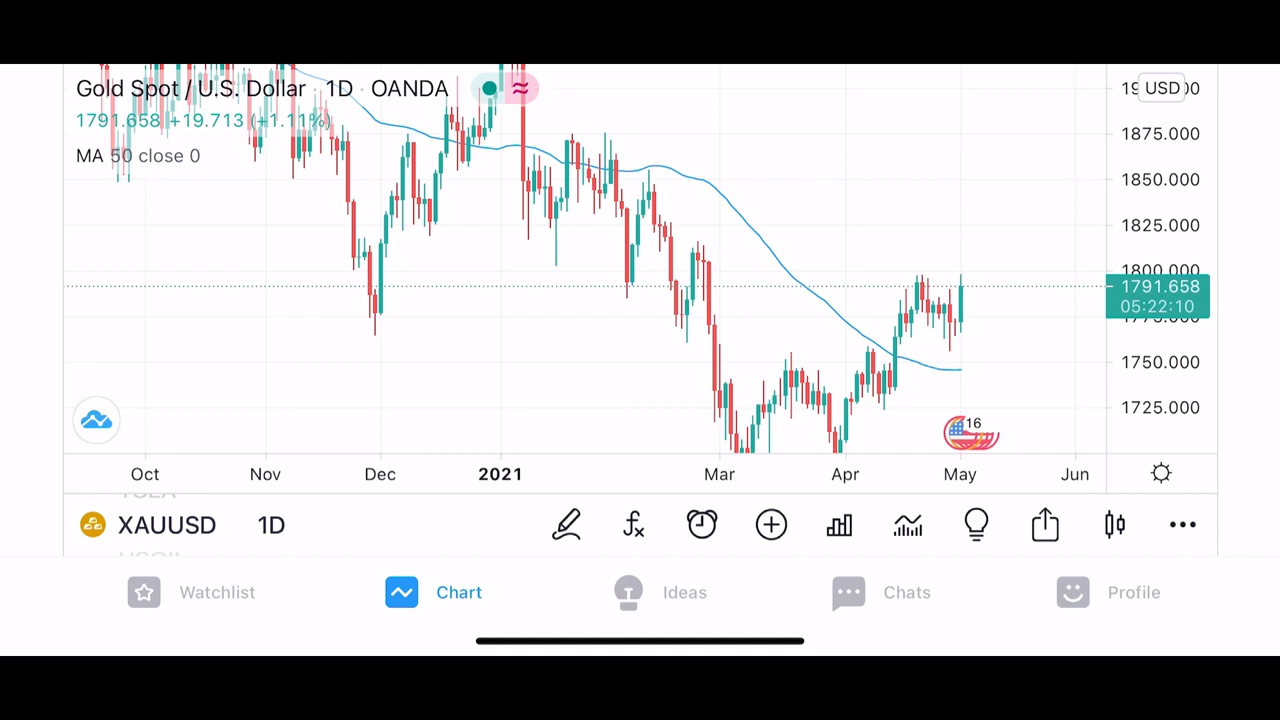 Gold Spot / U.S. Dollar · 1D · OANDA
1791.658 +19.713 (+1.11%)
MA 50 close 0
USD
1875.000
1850.000
1825.000
1800.000
1791.658
05:22:10
1775.000
1750.000
1725.000
16
Oct Nov Dec 2021 Mar Apr May Jun
XAUUSD 1D
Watchlist Chart Ideas Chats Profile